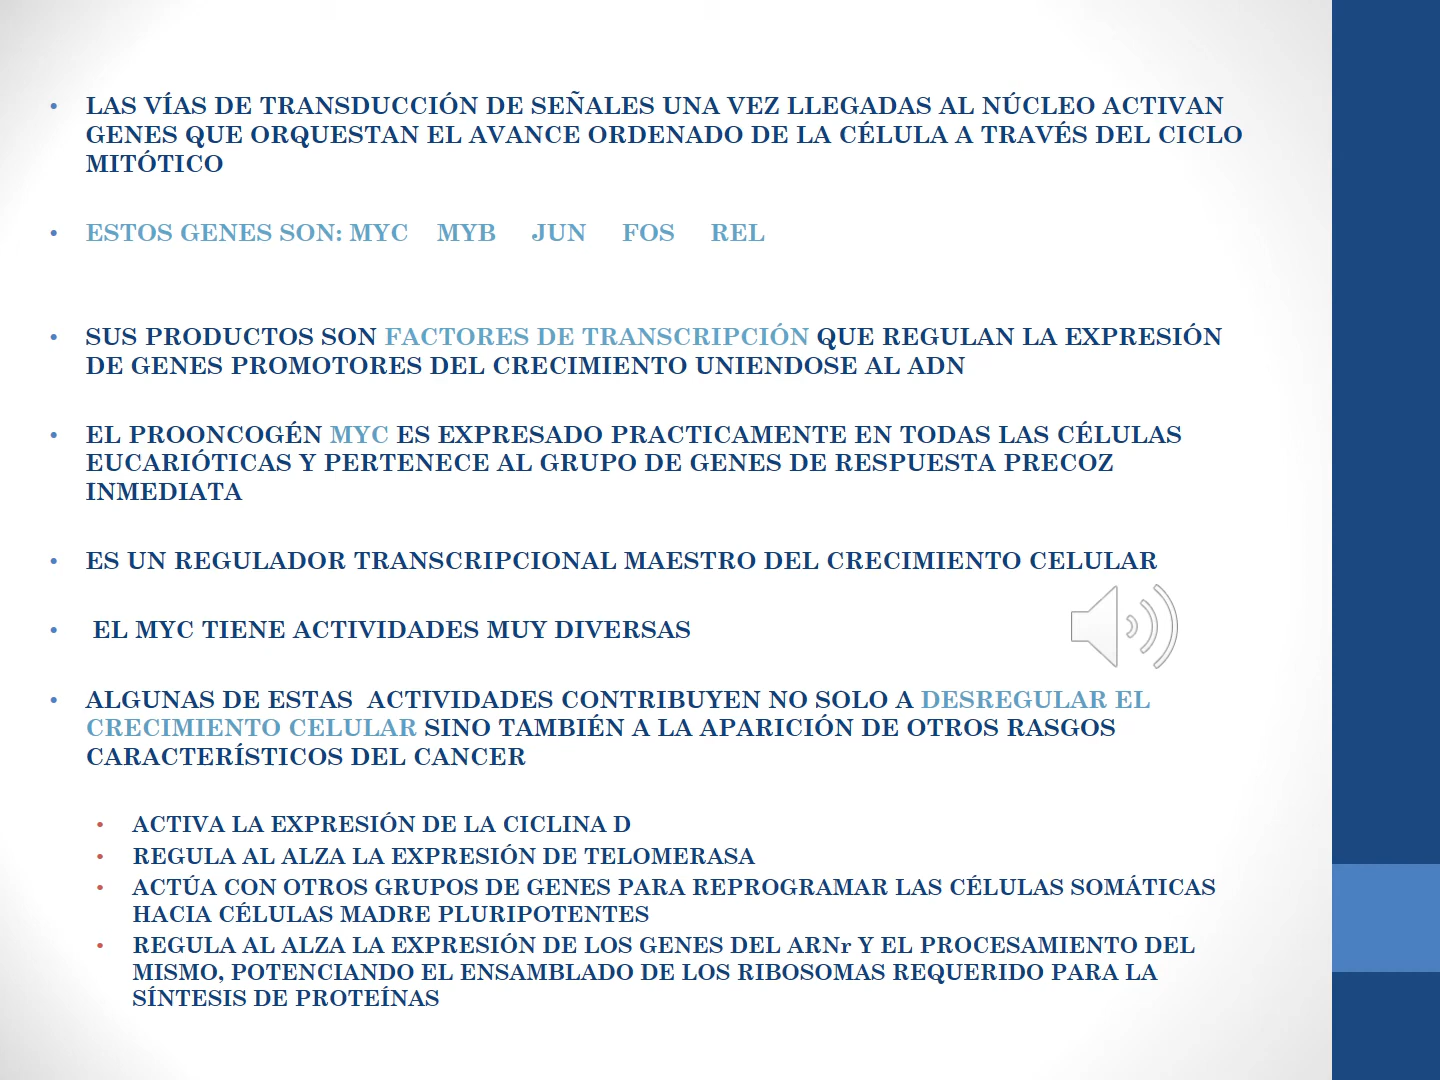 • LAS VÍAS DE TRANSDUCCIÓN DE SEÑALES UNA VEZ LLEGADAS AL NÚCLEO ACTIVAN
GENES QUE ORQUESTAN EL AVANCE ORDENADO DE LA CÉLULA A TRAVÉS DEL CICLO
MITÓTICO
• ESTOS GENES SON: MYC MYB JUN FOS REL
• SUS PRODUCTOS SON FACTORES DE TRANSCRIPCIÓN QUE REGULAN LA EXPRESIÓN
DE GENES PROMOTORES DEL CRECIMIENTO UNIENDOSE AL ADN
• EL PROONCOGÉN MYC ES EXPRESADO PRACTICAMENTE EN TODAS LAS CÉLULAS
EUCARIÓTICAS Y PERTENECE AL GRUPO DE GENES DE RESPUESTA PRECOZ
INMEDIATA
• ES UN REGULADOR TRANSCRIPCIONAL MAESTRO DEL CRECIMIENTO CELULAR
• EL MYC TIENE ACTIVIDADES MUY DIVERSAS
• ALGUNAS DE ESTAS ACTIVIDADES CONTRIBUYEN NO SOLO A DESREGULAR EL
CRECIMIENTO CELULAR SINO TAMBIÉN A LA APARICIÓN DE OTROS RASGOS
CARACTERÍSTICOS DEL CANCER
• ACTIVA LA EXPRESIÓN DE LA CICLINA D
• REGULA AL ALZA LA EXPRESIÓN DE TELOMERASA
• ACTÚA CON OTROS GRUPOS DE GENES PARA REPROGRAMAR LAS CÉLULAS SOMÁTICAS
HACIA CÉLULAS MADRE PLURIPOTENTES
• REGULA AL ALZA LA EXPRESIÓN DE LOS GENES DEL ARNr Y EL PROCESAMIENTO DEL
MISMO, POTENCIANDO EL ENSAMBLADO DE LOS RIBOSOMAS REQUERIDO PARA LA
SÍNTESIS DE PROTEÍNAS